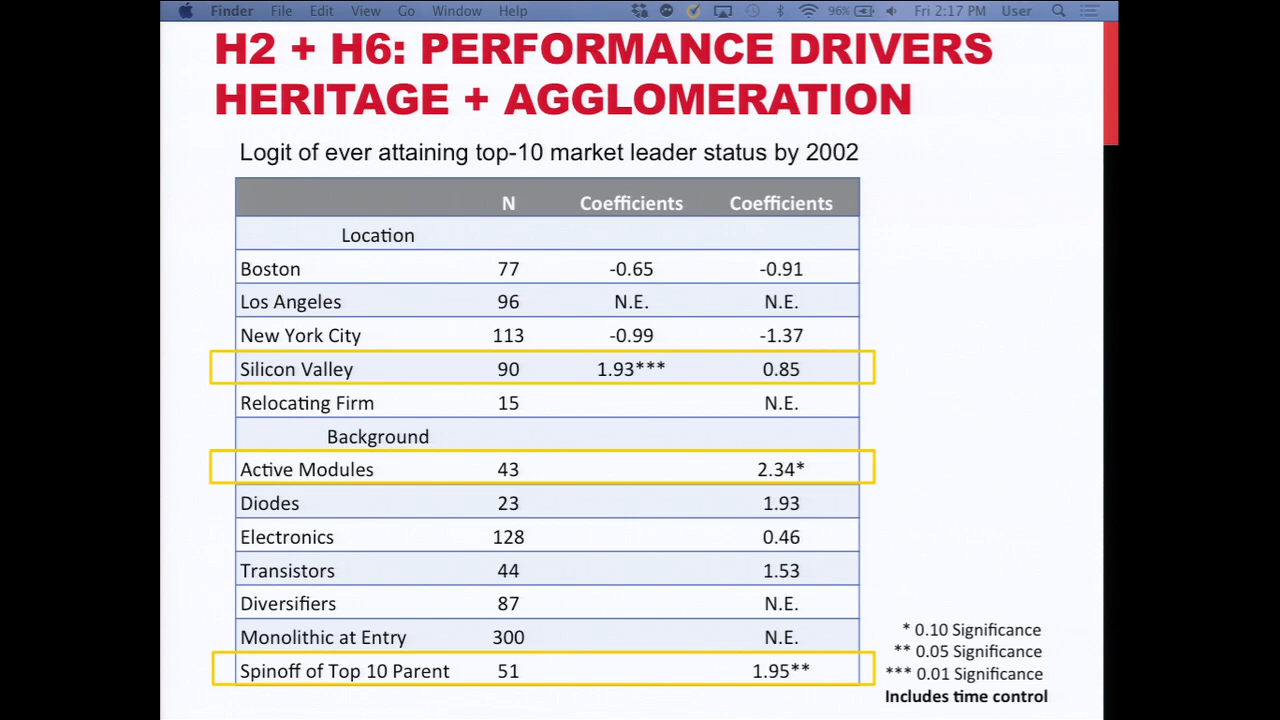 Finder File Edit View Go Window Help 96% Fri 2:17 PM User
H2 + H6: PERFORMANCE DRIVERS
HERITAGE + AGGLOMERATION
Logit of ever attaining top-10 market leader status by 2002
N Coefficients Coefficients
Location
Boston 77 -0.65 -0.91
Los Angeles 96 N.E. N.E.
New York City 113 -0.99 -1.37
Silicon Valley 90 1.93*** 0.85
Relocating Firm 15 N.E.
Background
Active Modules 43 2.34*
Diodes 23 1.93
Electronics 128 0.46
Transistors 44 1.53
Diversifiers 87 N.E.
Monolithic at Entry 300 N.E.
Spinoff of Top 10 Parent 51 1.95**
* 0.10 Significance
** 0.05 Significance
*** 0.01 Significance
Includes time control